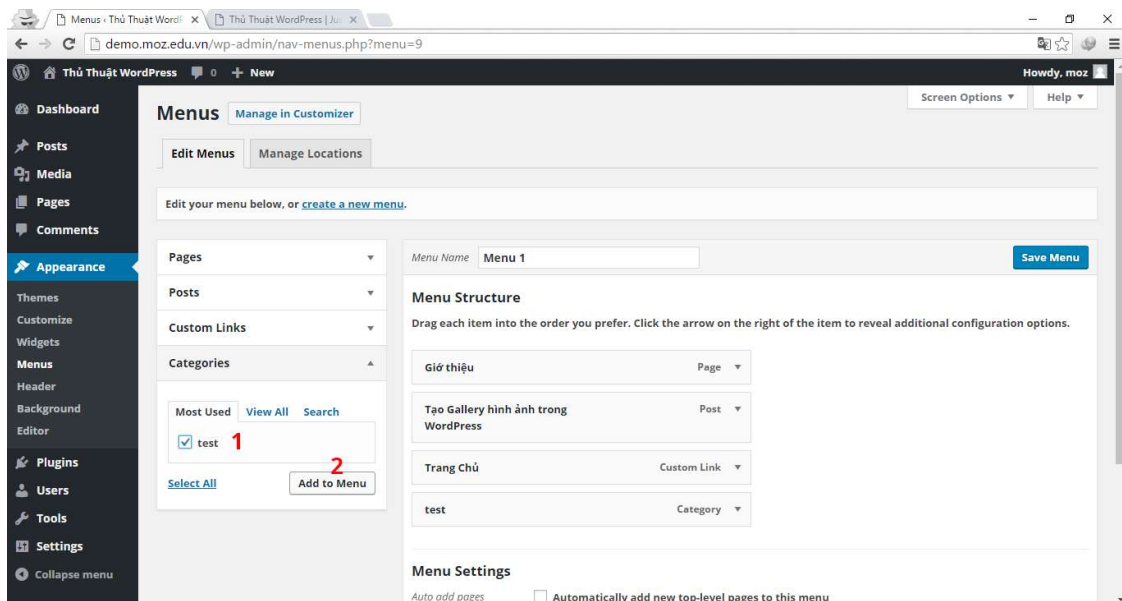 Menus ‹ Thủ Thuật WordP
Thủ Thuật WordPress | Jus
demo.moz.edu.vn/wp-admin/nav-menus.php?menu=9
Thủ Thuật WordPress 0 + New Howdy, moz
Dashboard
Posts
Media
Pages
Comments
Appearance
Themes
Customize
Widgets
Menus
Header
Background
Editor
Plugins
Users
Tools
Settings
Collapse menu
Screen Options Help
Menus Manage in Customizer
Edit Menus Manage Locations
Edit your menu below, or create a new menu.
Pages
Posts
Custom Links
Categories
Most Used View All Search
test 1
2
Select All Add to Menu
Menu Name Menu 1 Save Menu
Menu Structure
Drag each item into the order you prefer. Click the arrow on the right of the item to reveal additional configuration options.
Giớ thiệu Page
Tạo Gallery hình ảnh trong Post
WordPress
Trang Chủ Custom Link
test Category
Menu Settings
Auto add pages Automatically add new top-level pages to this menu